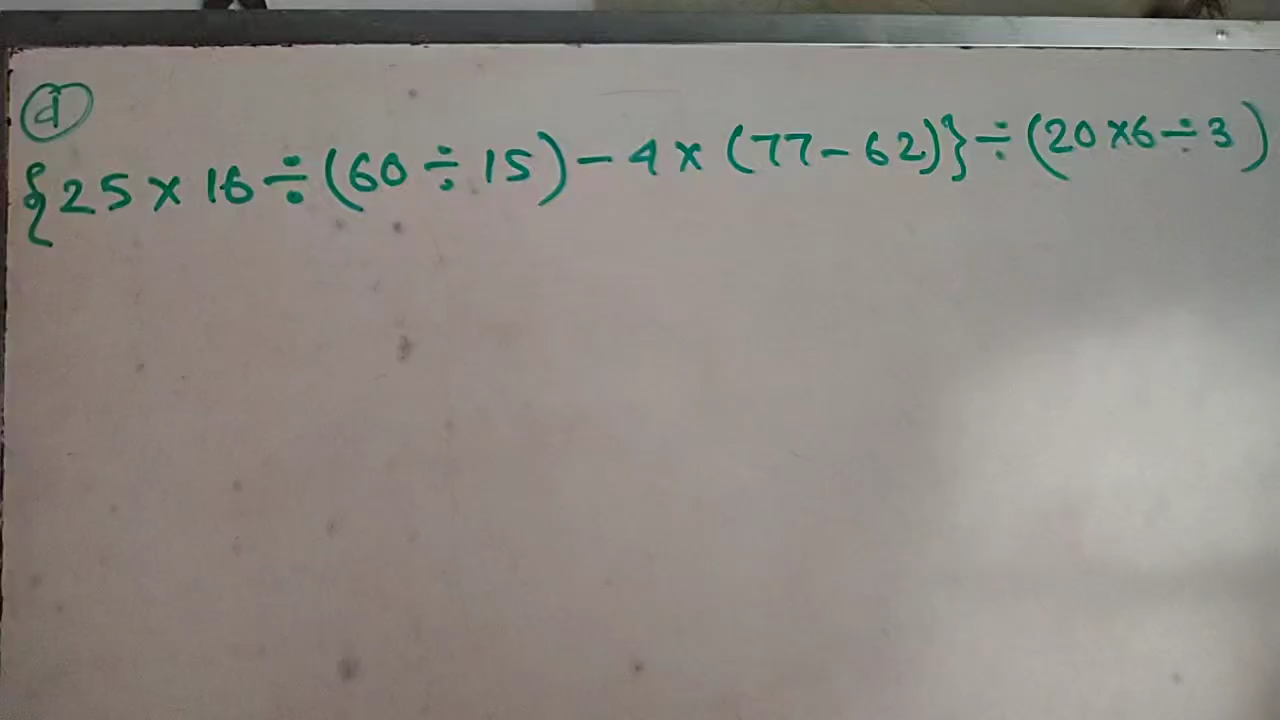 d
{25 × 16 ÷ (60 ÷ 15) - 4 × (77 - 62)} ÷ (20 × 6 ÷ 3)